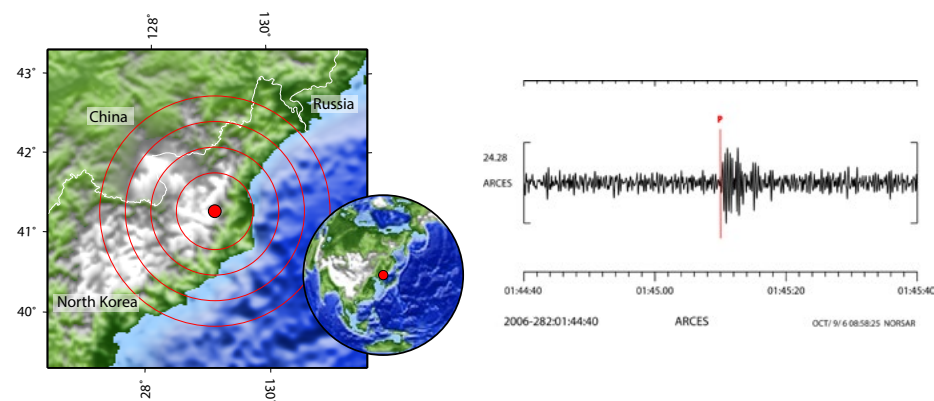 128°
130°
43°
42°
41°
40°
China
Russia
North Korea
28°
130°
P
24.28
ARCES
01:44:40
01:45:00
01:45:20
01:45:40
2006-282:01:44:40
ARCES
OCT/ 9/ 6 08:58:25 NORSAR